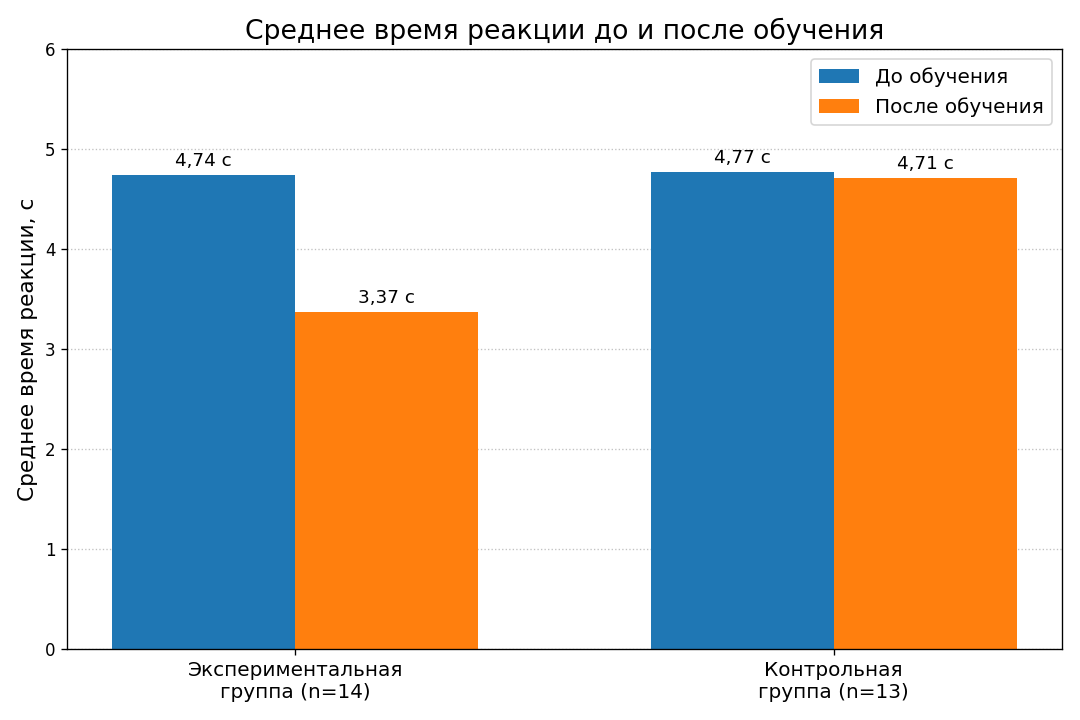 Среднее время реакции до и после обучения
До обучения
После обучения
Среднее время реакции, с
6
5
4
3
2
1
0
4,74 с
3,37 с
4,77 с
4,71 с
Экспериментальная
группа (n=14)
Контрольная
группа (n=13)